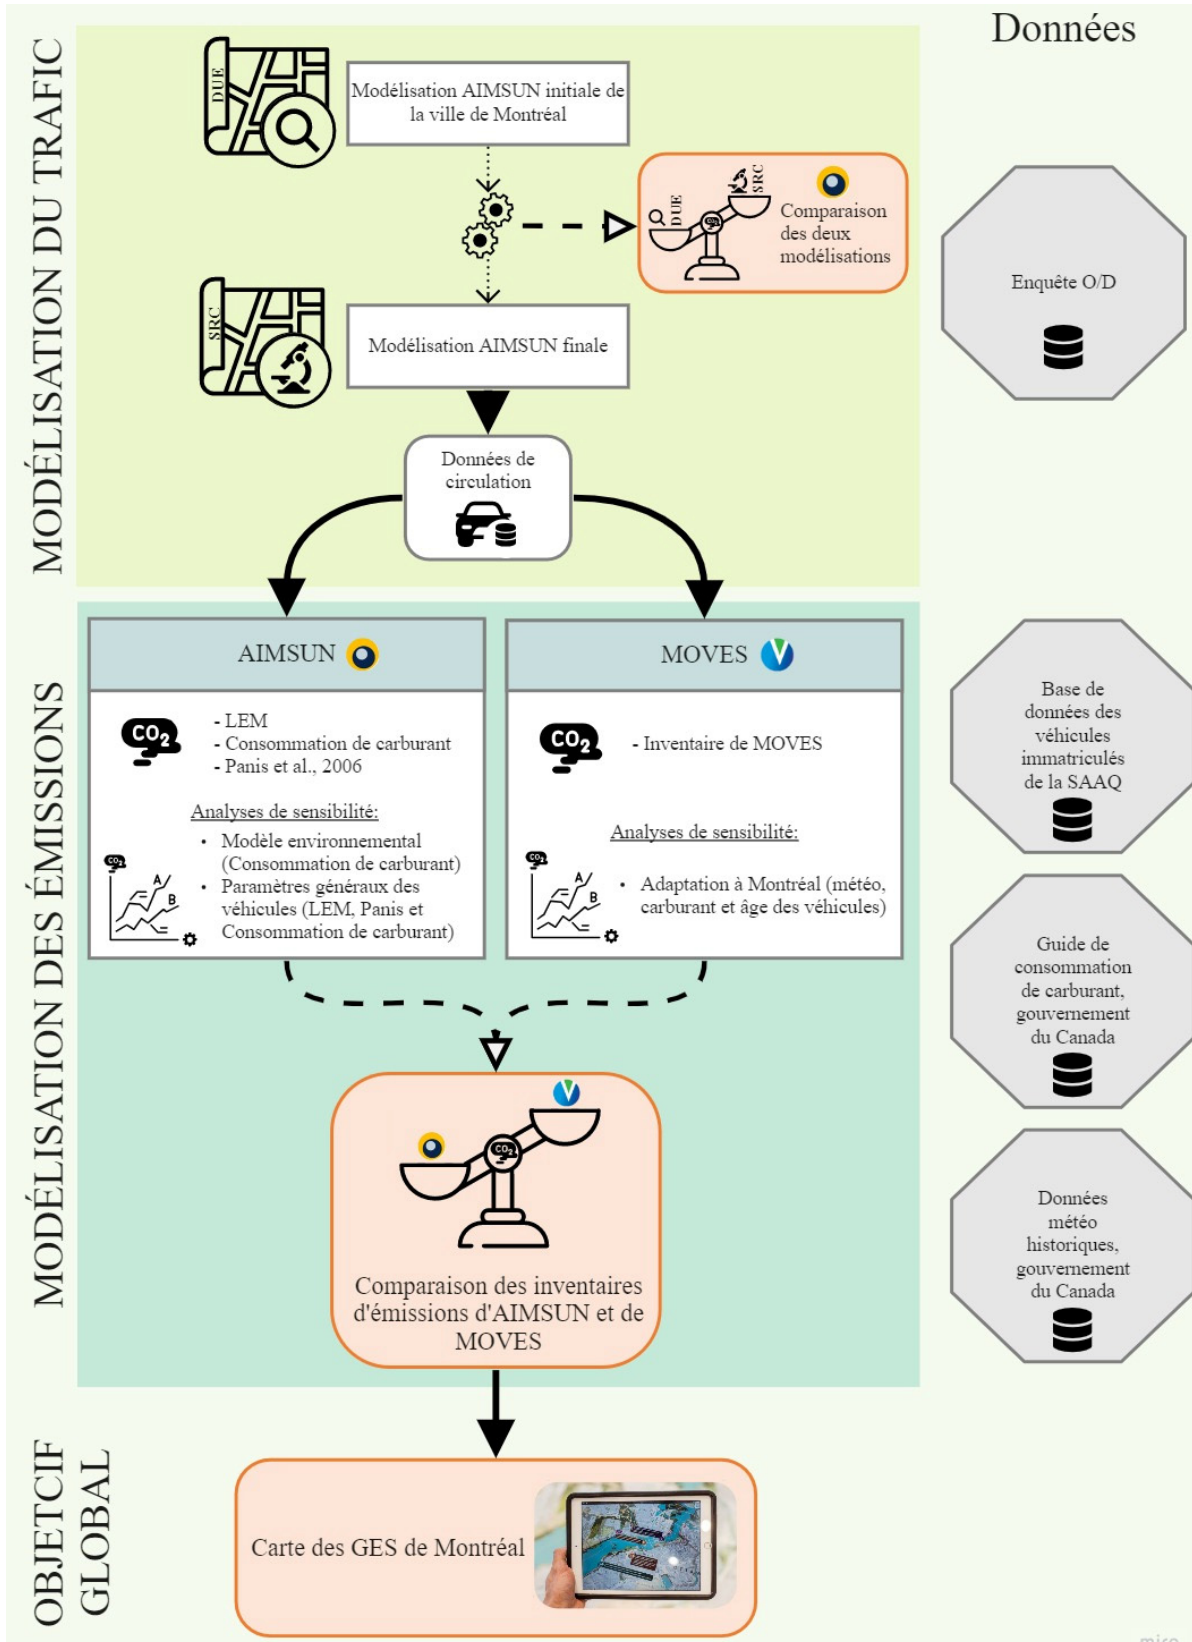 Données
MODÉLISATION DU TRAFIC
DUE
Modélisation AIMSUN initiale de
la ville de Montréal
DUE
SRC
Comparaison
des deux
modélisations
Enquête O/D
SRC
Modélisation AIMSUN finale
Données de
circulation
MODÉLISATION DES ÉMISSIONS
AIMSUN
CO2
- LEM
- Consommation de carburant
- Panis et al., 2006
Analyses de sensibilité:
• Modèle environnemental
(Consommation de carburant)
• Paramètres généraux des
véhicules (LEM, Panis et
Consommation de carburant)
CO2
A
B
MOVES
CO2
- Inventaire de MOVES
Analyses de sensibilité:
• Adaptation à Montréal (météo,
carburant et âge des véhicules)
CO2
A
B
Base de
données des
véhicules
immatriculés
de la SAAQ
Guide de
consommation
de carburant,
gouvernement
du Canada
CO2
Comparaison des inventaires
d'émissions d'AIMSUN et de
MOVES
Données
météo
historiques,
gouvernement
du Canada
OBJETCIF
GLOBAL
Carte des GES de Montréal
miro